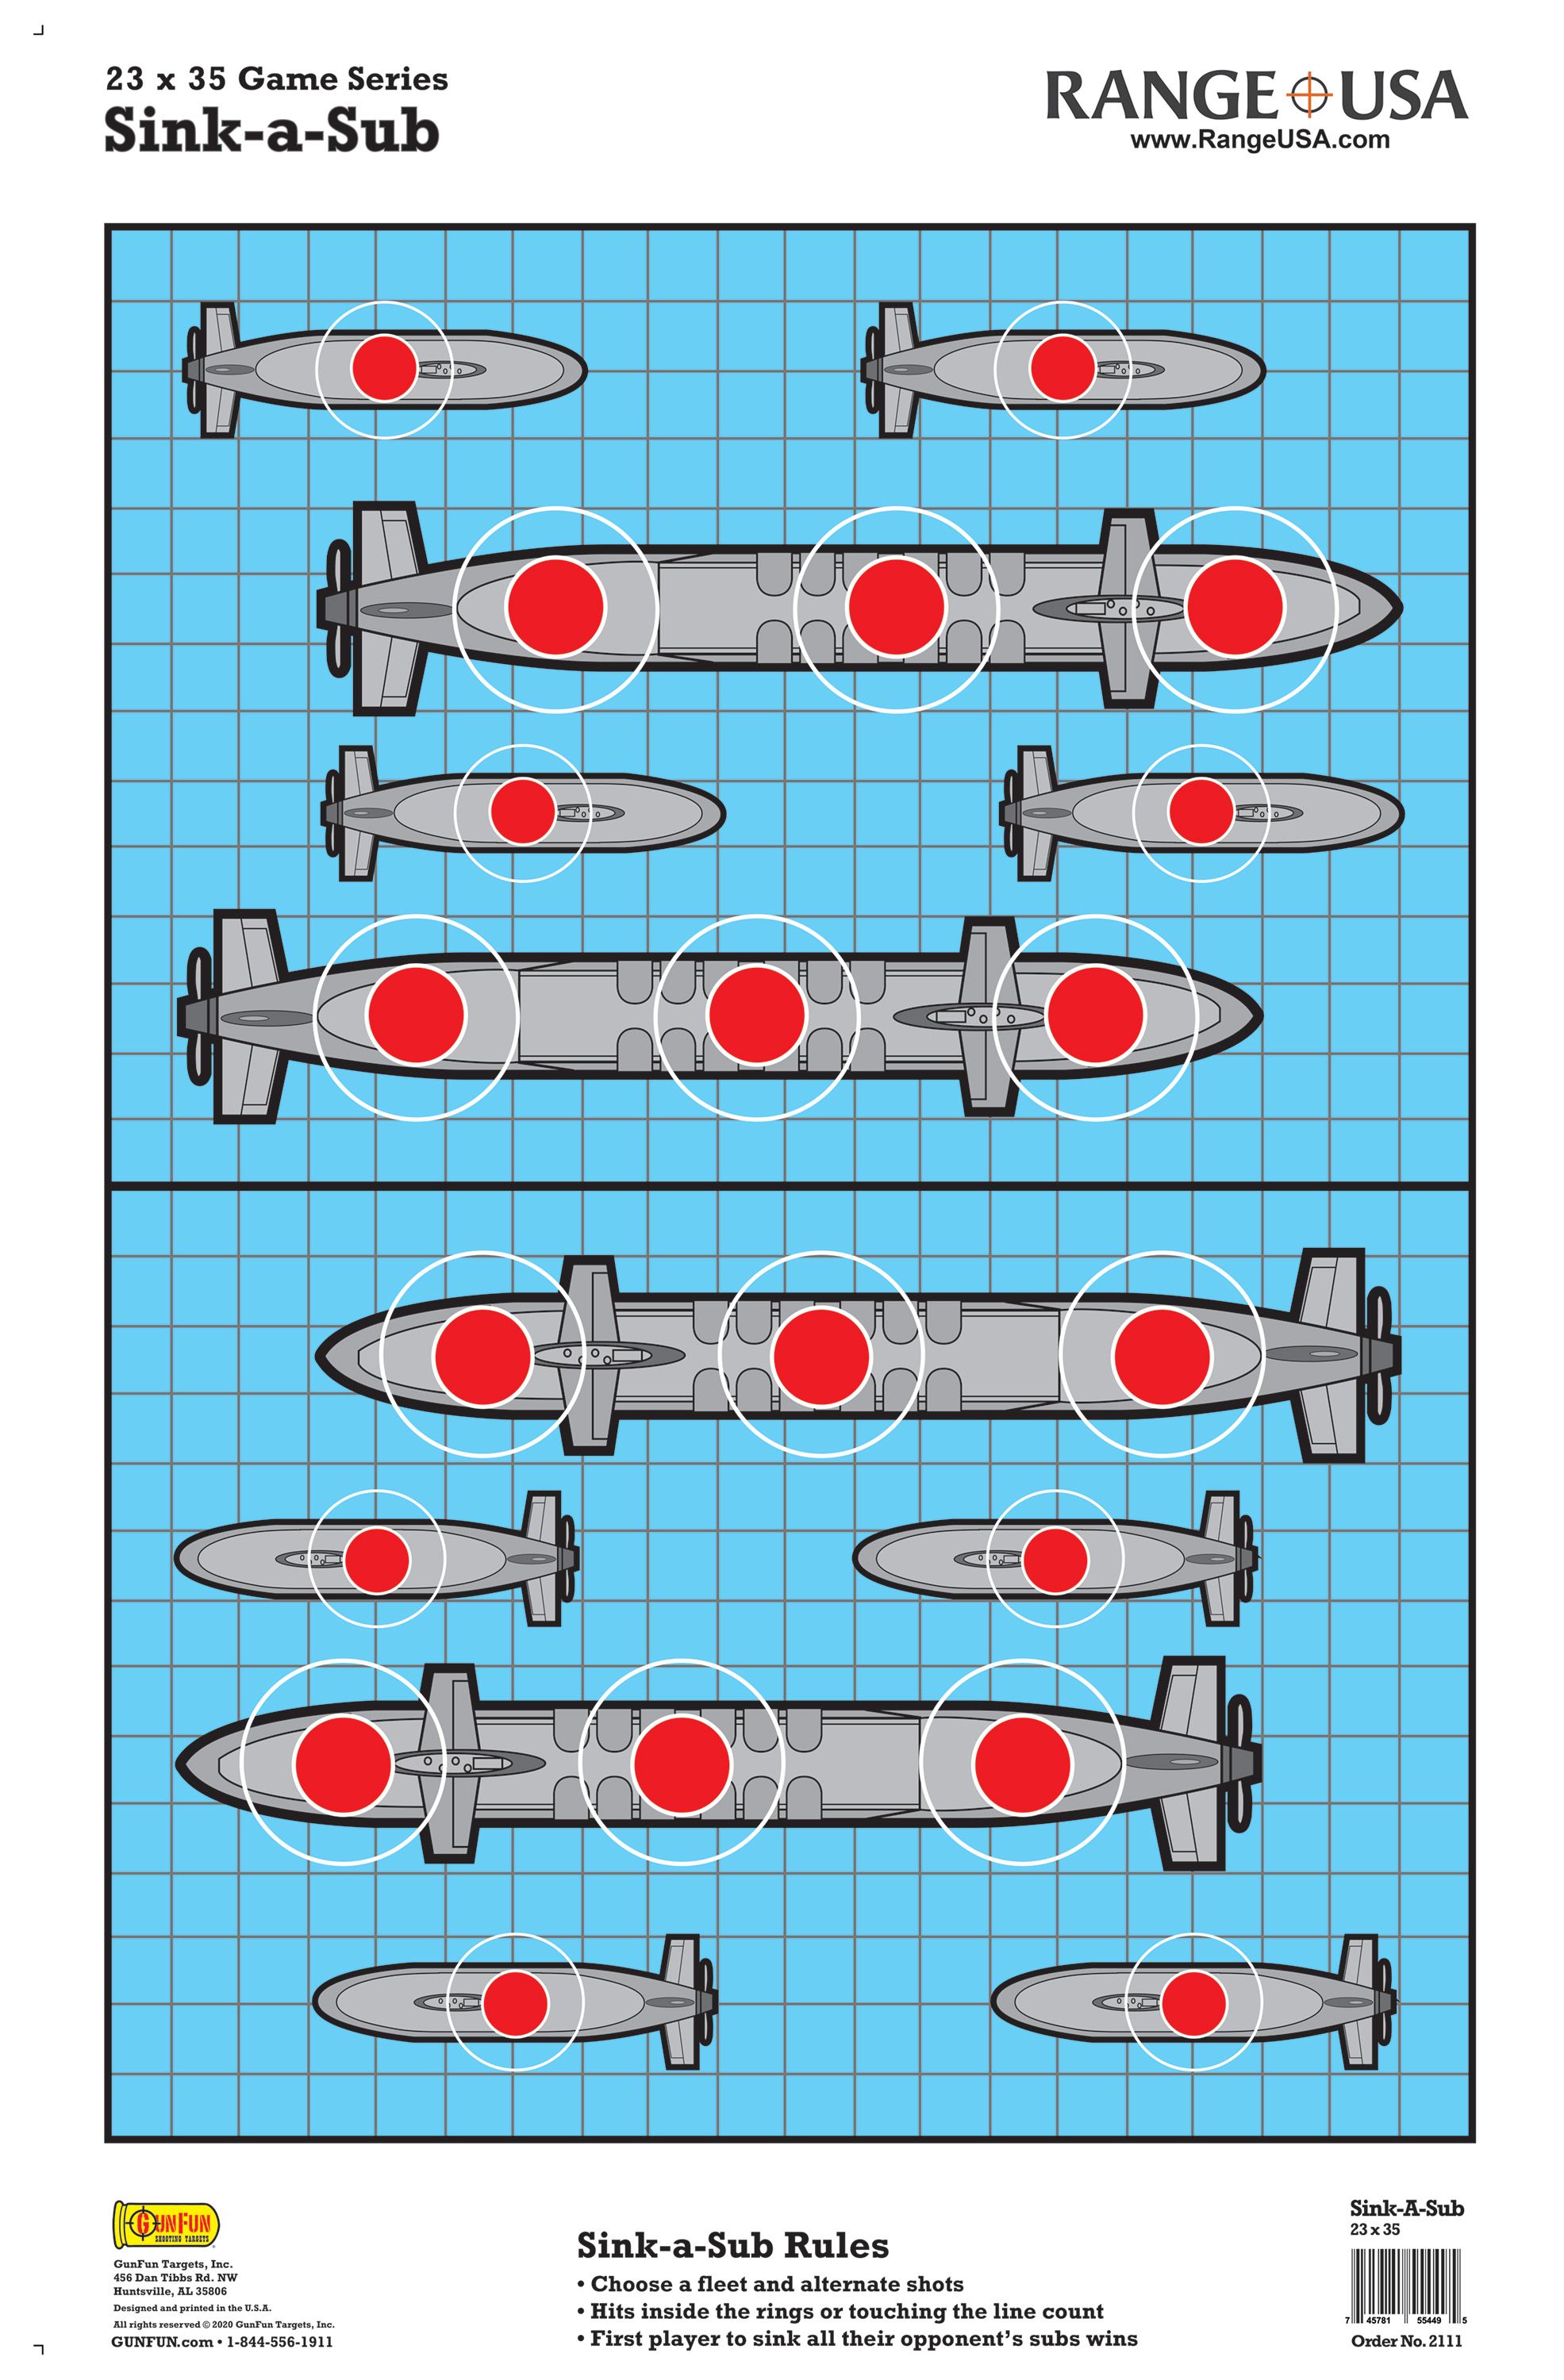 23 x 35 Game Series
Sink-a-Sub
RANGE USA
www.RangeUSA.com
GUNFUN
SHOOTING TARGETS
GunFun Targets, Inc.
456 Dan Tibbs Rd. NW
Huntsville, AL 35806
Designed and printed in the U.S.A.
All rights reserved © 2020 GunFun Targets, Inc.
GUNFUN.com • 1-844-556-1911
Sink-a-Sub Rules
• Choose a fleet and alternate shots
• Hits inside the rings or touching the line count
• First player to sink all their opponent's subs wins
Sink-A-Sub
23 x 35
7 45781 55449 5
Order No. 2111